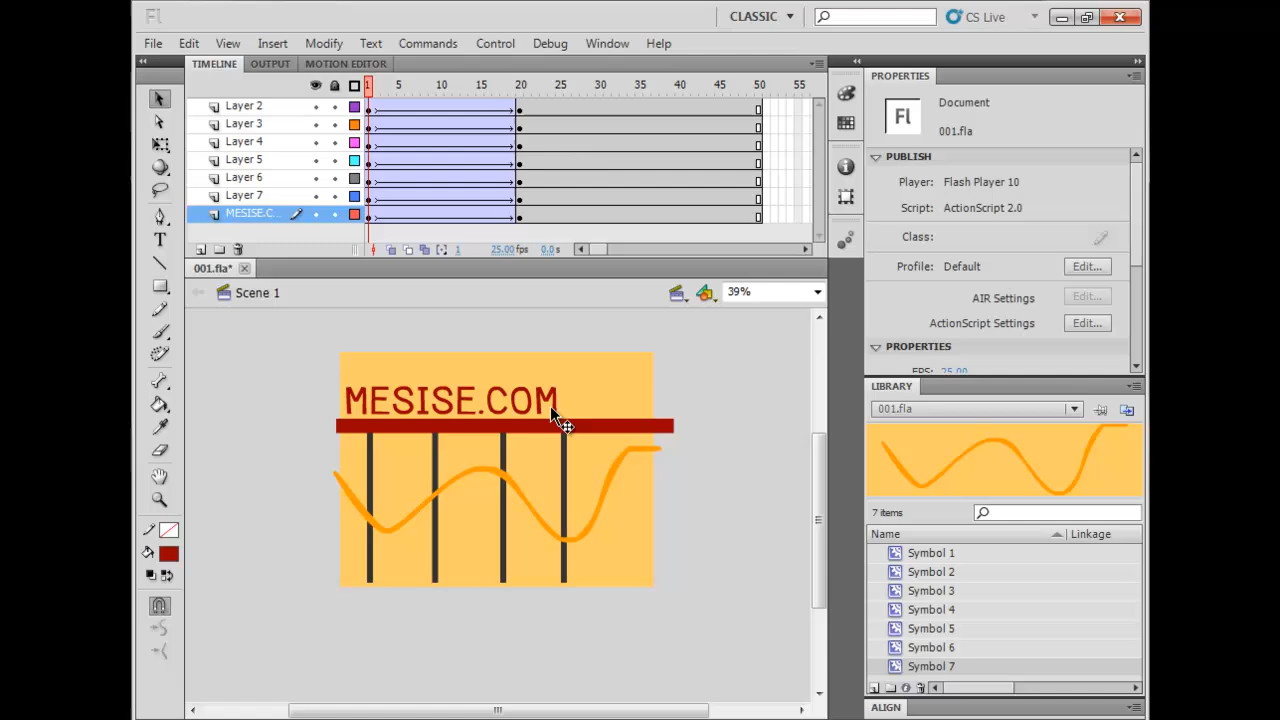 Fl
CLASSIC
CS Live
File Edit View Insert Modify Text Commands Control Debug Window Help
TIMELINE OUTPUT MOTION EDITOR
1 5 10 15 20 25 30 35 40 45 50 55
Layer 2
Layer 3
Layer 4
Layer 5
Layer 6
Layer 7
MESISE.C...
1 25.00 fps 0.0 s
001.fla*
Scene 1
39%
MESISE.COM
PROPERTIES
Fl
Document
001.fla
PUBLISH
Player: Flash Player 10
Script: ActionScript 2.0
Class:
Profile: Default Edit...
AIR Settings Edit...
ActionScript Settings Edit...
PROPERTIES
FPS: 25.00
LIBRARY
001.fla
7 items
Name Linkage
Symbol 1
Symbol 2
Symbol 3
Symbol 4
Symbol 5
Symbol 6
Symbol 7
ALIGN